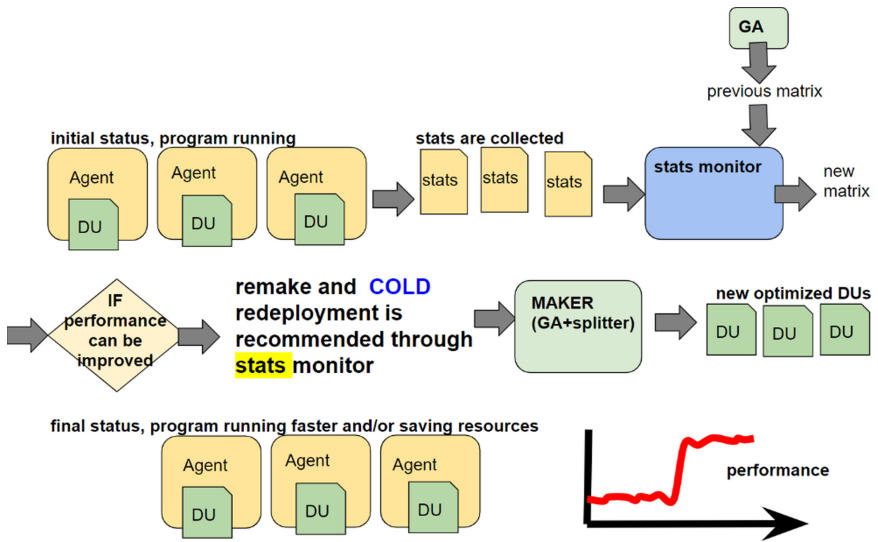 GA
previous matrix
initial status, program running
stats are collected
Agent
DU
Agent
DU
Agent
DU
stats
stats
stats
stats monitor
new
matrix
IF
performance
can be
improved
remake and COLD
redeployment is
recommended through
stats monitor
MAKER
(GA+splitter)
new optimized DUs
DU
DU
DU
final status, program running faster and/or saving resources
Agent
DU
Agent
DU
Agent
DU
performance